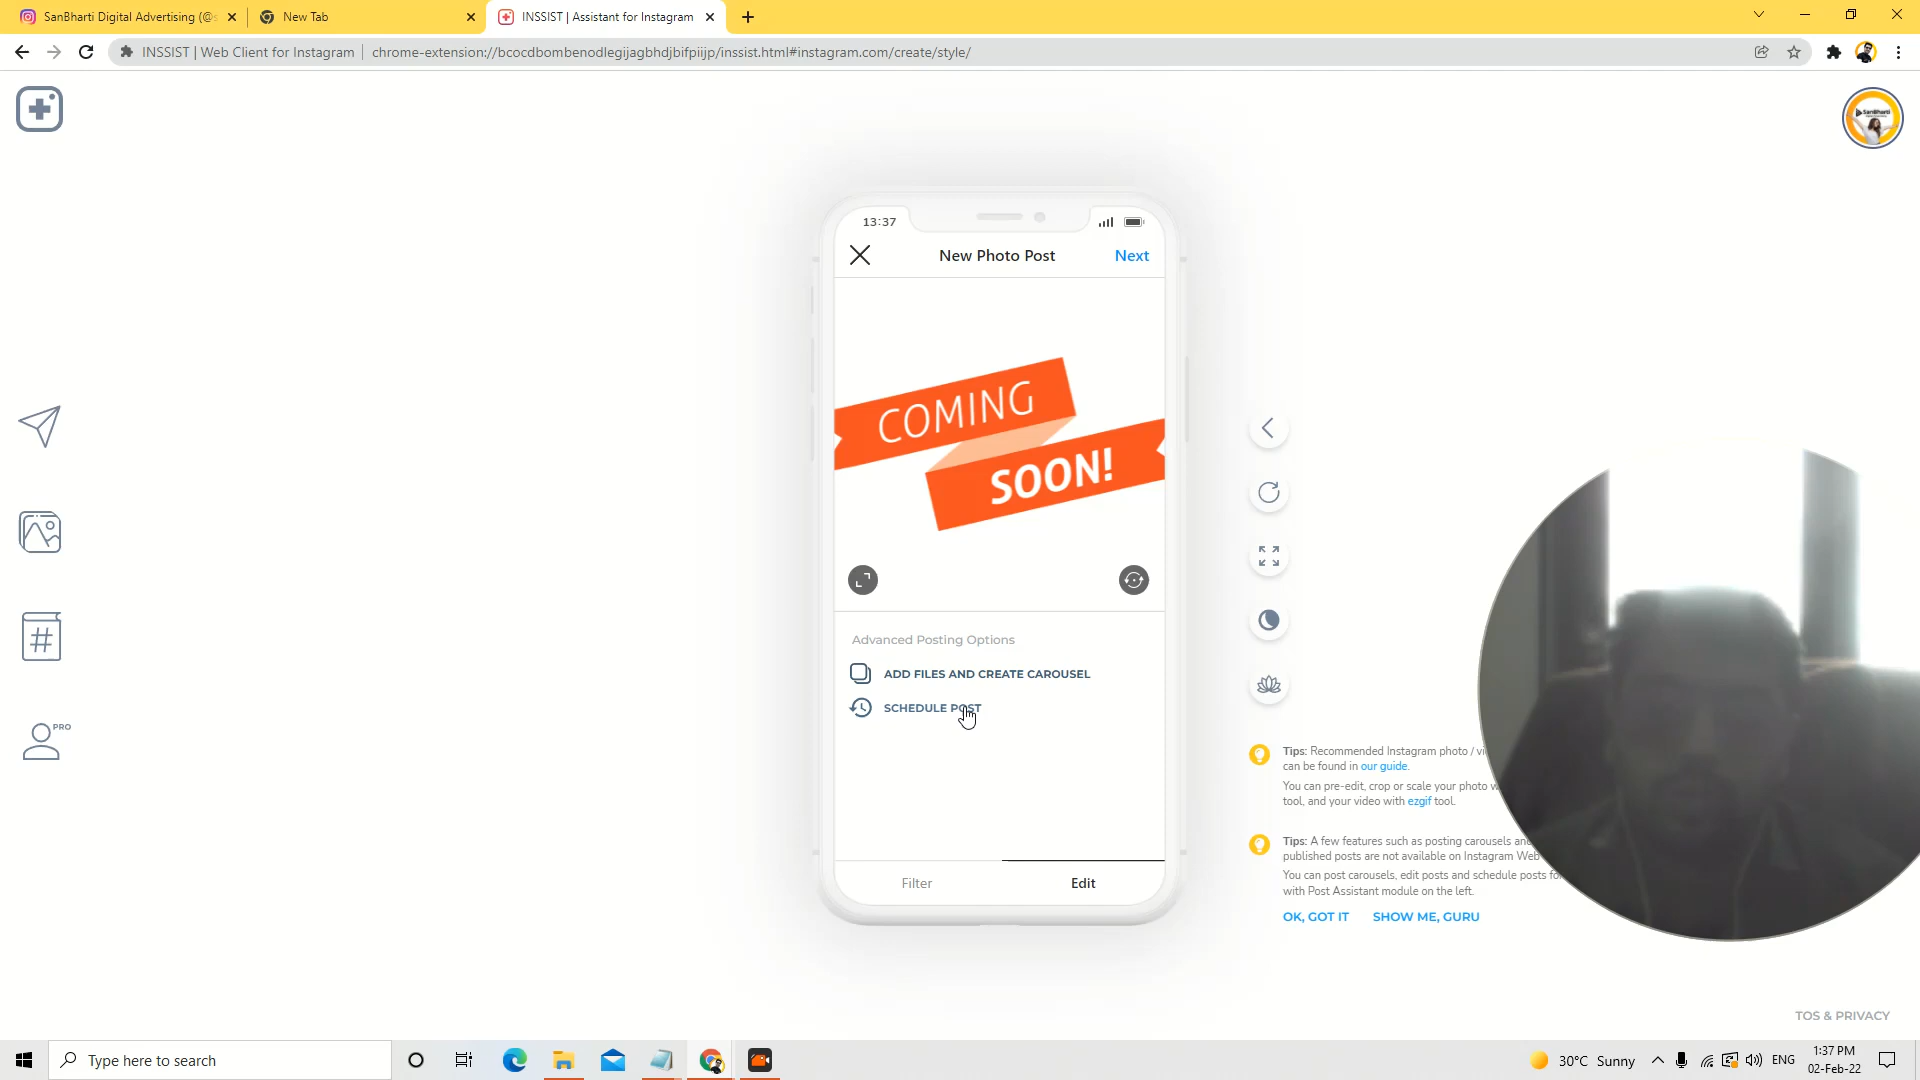 SanBharti Digital Advertising (@s
New Tab
INSSIST | Assistant for Instagram
INSSIST | Web Client for Instagram
chrome-extension://bcocdbombenodlegijagbhdjbifpiijp/inssist.html#instagram.com/create/style/
SanBharti
13:37
New Photo Post
Next
COMING
SOON!
Advanced Posting Options
ADD FILES AND CREATE CAROUSEL
SCHEDULE POST
Filter
Edit
#
PRO
Tips: Recommended Instagram photo / vi
can be found in our guide.
You can pre-edit, crop or scale your photo w
tool, and your video with ezgif tool.
Tips: A few features such as posting carousels and
published posts are not available on Instagram Web
You can post carousels, edit posts and schedule posts fo
with Post Assistant module on the left.
OK, GOT IT
SHOW ME, GURU
TOS & PRIVACY
Type here to search
30°C Sunny
ENG
1:37 PM
02-Feb-22